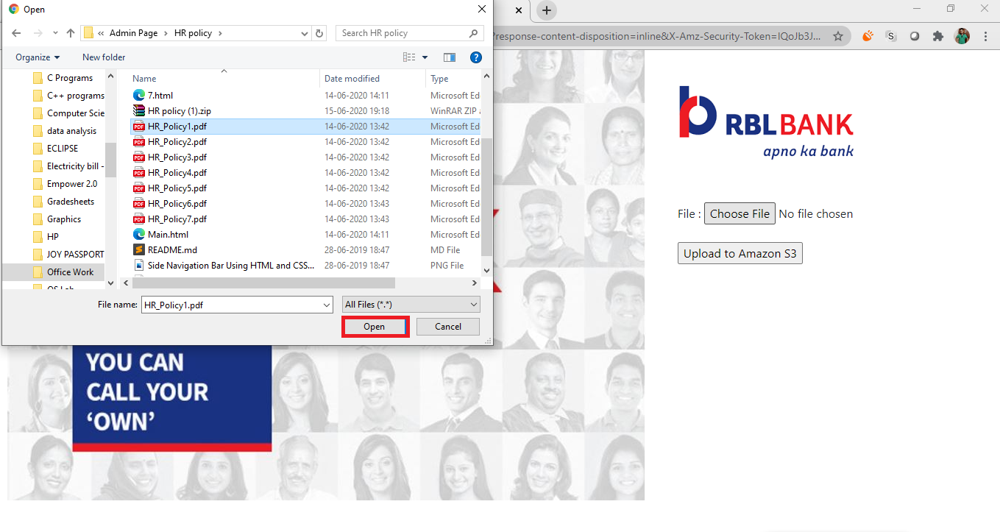 Open
« Admin Page › HR policy ›
Search HR policy
?response-content-disposition=inline&X-Amz-Security-Token=IQoJb3J...
S
Organize
New folder
?
C Programs
C++ programs
Computer Scie
data analysis
ECLIPSE
Electricity bill -
Empower 2.0
Gradesheets
Graphics
HP
JOY PASSPORT
Office Work
OS Lab
Name Date modified Type
7.html 14-06-2020 14:11 Microsoft Ed
HR policy (1).zip 15-06-2020 19:18 WinRAR ZIP a
PDF HR_Policy1.pdf 14-06-2020 13:42 Microsoft Ed
PDF HR_Policy2.pdf 14-06-2020 13:42 Microsoft Ed
PDF HR_Policy3.pdf 14-06-2020 13:42 Microsoft Ed
PDF HR_Policy4.pdf 14-06-2020 13:42 Microsoft Ed
PDF HR_Policy5.pdf 14-06-2020 13:42 Microsoft Ed
PDF HR_Policy6.pdf 14-06-2020 13:43 Microsoft Ed
PDF HR_Policy7.pdf 14-06-2020 13:43 Microsoft Ed
Main.html 14-06-2020 14:11 Microsoft Ed
README.md 28-06-2019 18:47 MD File
Side Navigation Bar Using HTML and CSS... 28-06-2019 18:47 PNG File
File name: HR_Policy1.pdf
All Files (*.*)
Open
Cancel
YOU CAN
CALL YOUR
‘OWN’
RBL BANK
apno ka bank
File : Choose File No file chosen
Upload to Amazon S3